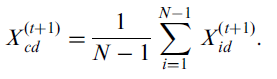 X_{cd}^{(t+1)} = \frac{1}{N-1} \sum_{i=1}^{N-1} X_{id}^{(t+1)}.